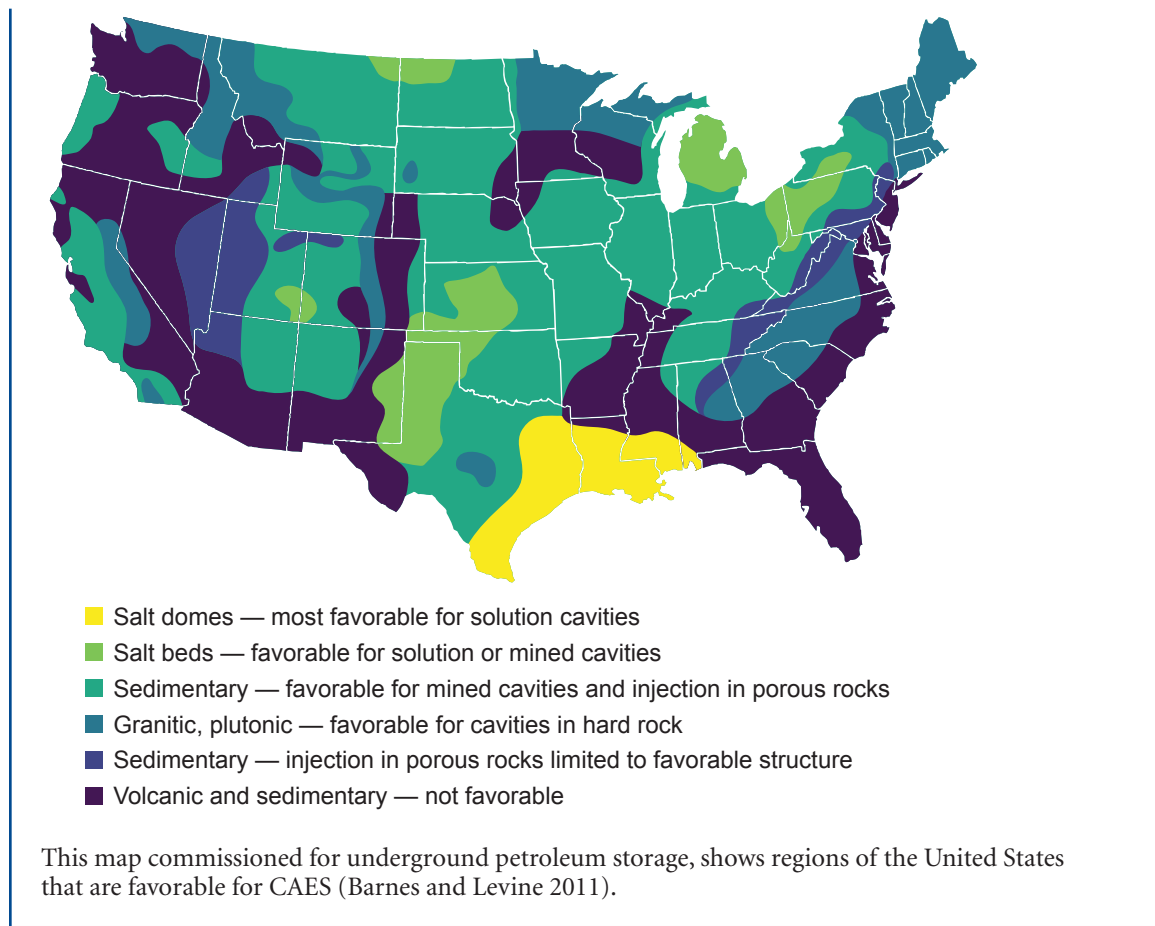 Salt domes — most favorable for solution cavities
Salt beds — favorable for solution or mined cavities
Sedimentary — favorable for mined cavities and injection in porous rocks
Granitic, plutonic — favorable for cavities in hard rock
Sedimentary — injection in porous rocks limited to favorable structure
Volcanic and sedimentary — not favorable
This map commissioned for underground petroleum storage, shows regions of the United States
that are favorable for CAES (Barnes and Levine 2011).